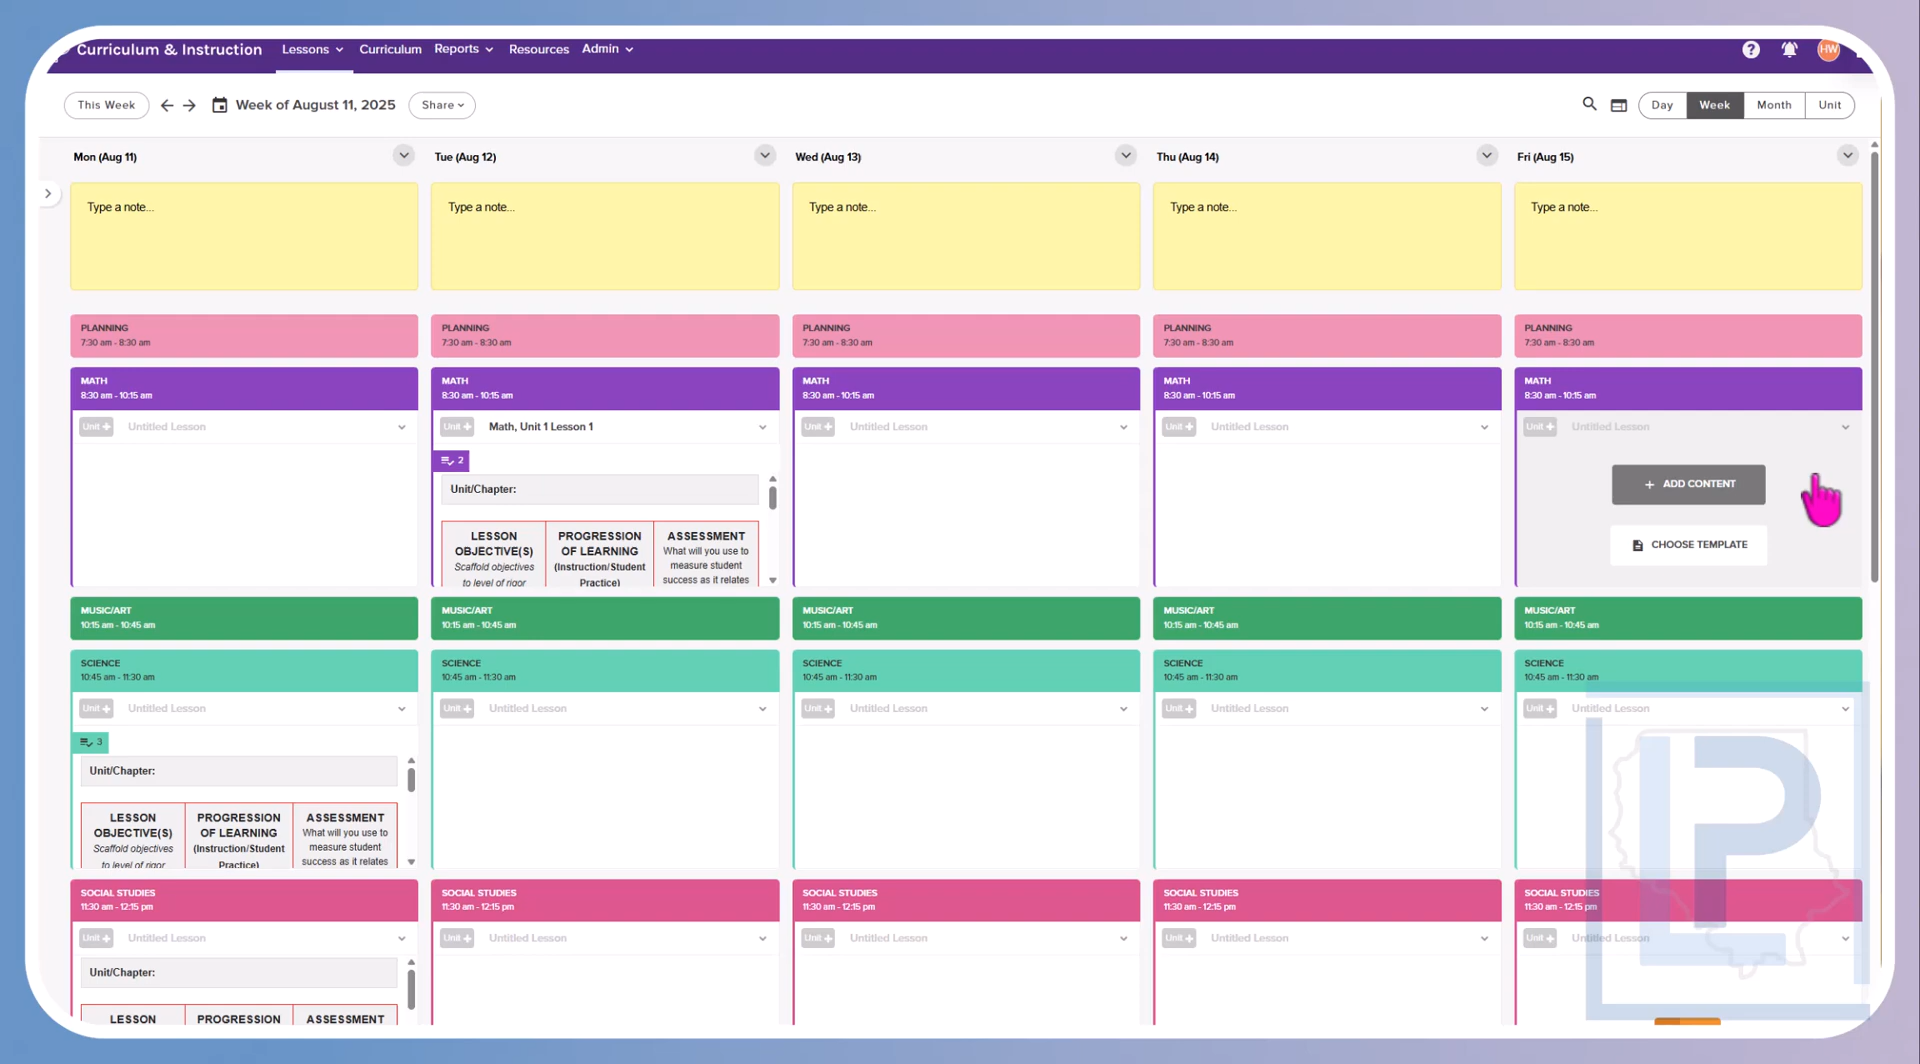 Curriculum & Instruction Lessons Curriculum Reports Resources Admin HW
This Week Week of August 11, 2025 Share Day Week Month Unit
Mon (Aug 11) Tue (Aug 12) Wed (Aug 13) Thu (Aug 14) Fri (Aug 15)
Type a note... Type a note... Type a note... Type a note... Type a note...
PLANNING PLANNING PLANNING PLANNING PLANNING
7:30 am - 8:30 am 7:30 am - 8:30 am 7:30 am - 8:30 am 7:30 am - 8:30 am 7:30 am - 8:30 am
MATH MATH MATH MATH MATH
8:30 am - 10:15 am 8:30 am - 10:15 am 8:30 am - 10:15 am 8:30 am - 10:15 am 8:30 am - 10:15 am
Unit + Untitled Lesson Unit + Math, Unit 1 Lesson 1 Unit + Untitled Lesson Unit + Untitled Lesson Unit + Untitled Lesson
2
Unit/Chapter: + ADD CONTENT
LESSON PROGRESSION ASSESSMENT
OBJECTIVE(S) OF LEARNING What will you use to CHOOSE TEMPLATE
Scaffold objectives (Instruction/Student measure student
to level of rigor Practice) success as it relates
MUSIC/ART MUSIC/ART MUSIC/ART MUSIC/ART MUSIC/ART
10:15 am - 10:45 am 10:15 am - 10:45 am 10:15 am - 10:45 am 10:15 am - 10:45 am 10:15 am - 10:45 am
SCIENCE SCIENCE SCIENCE SCIENCE SCIENCE
10:45 am - 11:30 am 10:45 am - 11:30 am 10:45 am - 11:30 am 10:45 am - 11:30 am 10:45 am - 11:30 am
Unit + Untitled Lesson Unit + Untitled Lesson Unit + Untitled Lesson Unit + Untitled Lesson Unit + Untitled Lesson
3
Unit/Chapter:
LESSON PROGRESSION ASSESSMENT
OBJECTIVE(S) OF LEARNING What will you use to
Scaffold objectives (Instruction/Student measure student
to level of rigor Practice) success as it relates
SOCIAL STUDIES SOCIAL STUDIES SOCIAL STUDIES SOCIAL STUDIES SOCIAL STUDIES
11:30 am - 12:15 pm 11:30 am - 12:15 pm 11:30 am - 12:15 pm 11:30 am - 12:15 pm 11:30 am - 12:15 pm
Unit + Untitled Lesson Unit + Untitled Lesson Unit + Untitled Lesson Unit + Untitled Lesson Unit + Untitled Lesson
Unit/Chapter:
LESSON PROGRESSION ASSESSMENT
LP